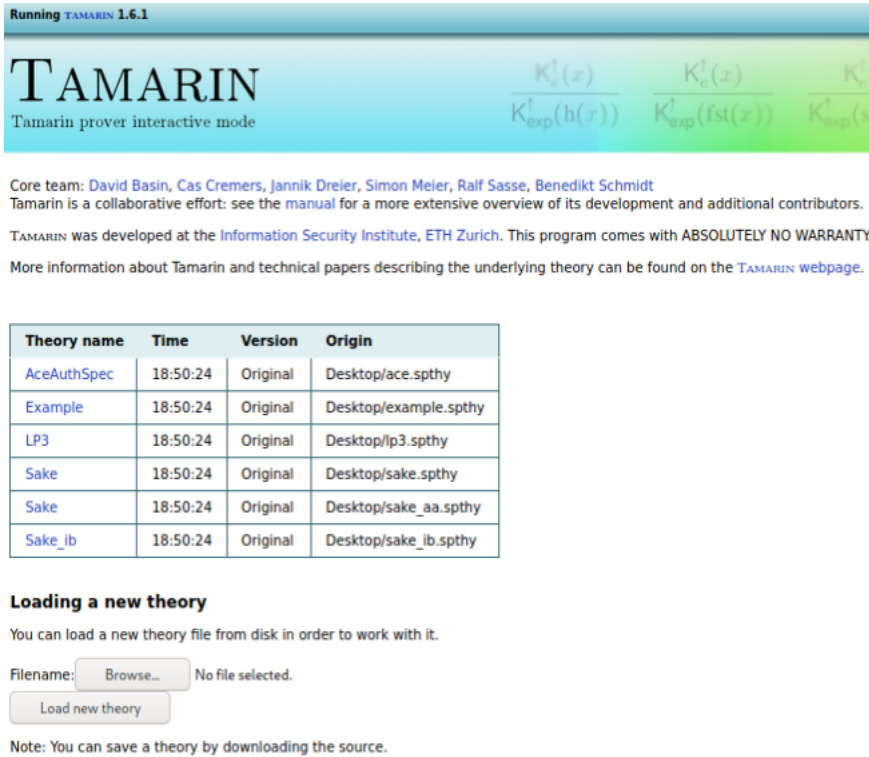 Running TAMARIN 1.6.1
TAMARIN
Tamarin prover interactive mode
K↑e(x) K↑e(x) K↑e
K↑exp(h(x)) K↑exp(fst(x)) K↑exp(s
Core team: David Basin, Cas Cremers, Jannik Dreier, Simon Meier, Ralf Sasse, Benedikt Schmidt
Tamarin is a collaborative effort: see the manual for a more extensive overview of its development and additional contributors.
TAMARIN was developed at the Information Security Institute, ETH Zurich. This program comes with ABSOLUTELY NO WARRANTY
More information about Tamarin and technical papers describing the underlying theory can be found on the TAMARIN webpage.
Theory name Time Version Origin
AceAuthSpec 18:50:24 Original Desktop/ace.spthy
Example 18:50:24 Original Desktop/example.spthy
LP3 18:50:24 Original Desktop/lp3.spthy
Sake 18:50:24 Original Desktop/sake.spthy
Sake 18:50:24 Original Desktop/sake_aa.spthy
Sake_ib 18:50:24 Original Desktop/sake_ib.spthy
Loading a new theory
You can load a new theory file from disk in order to work with it.
Filename: Browse... No file selected.
Load new theory
Note: You can save a theory by downloading the source.